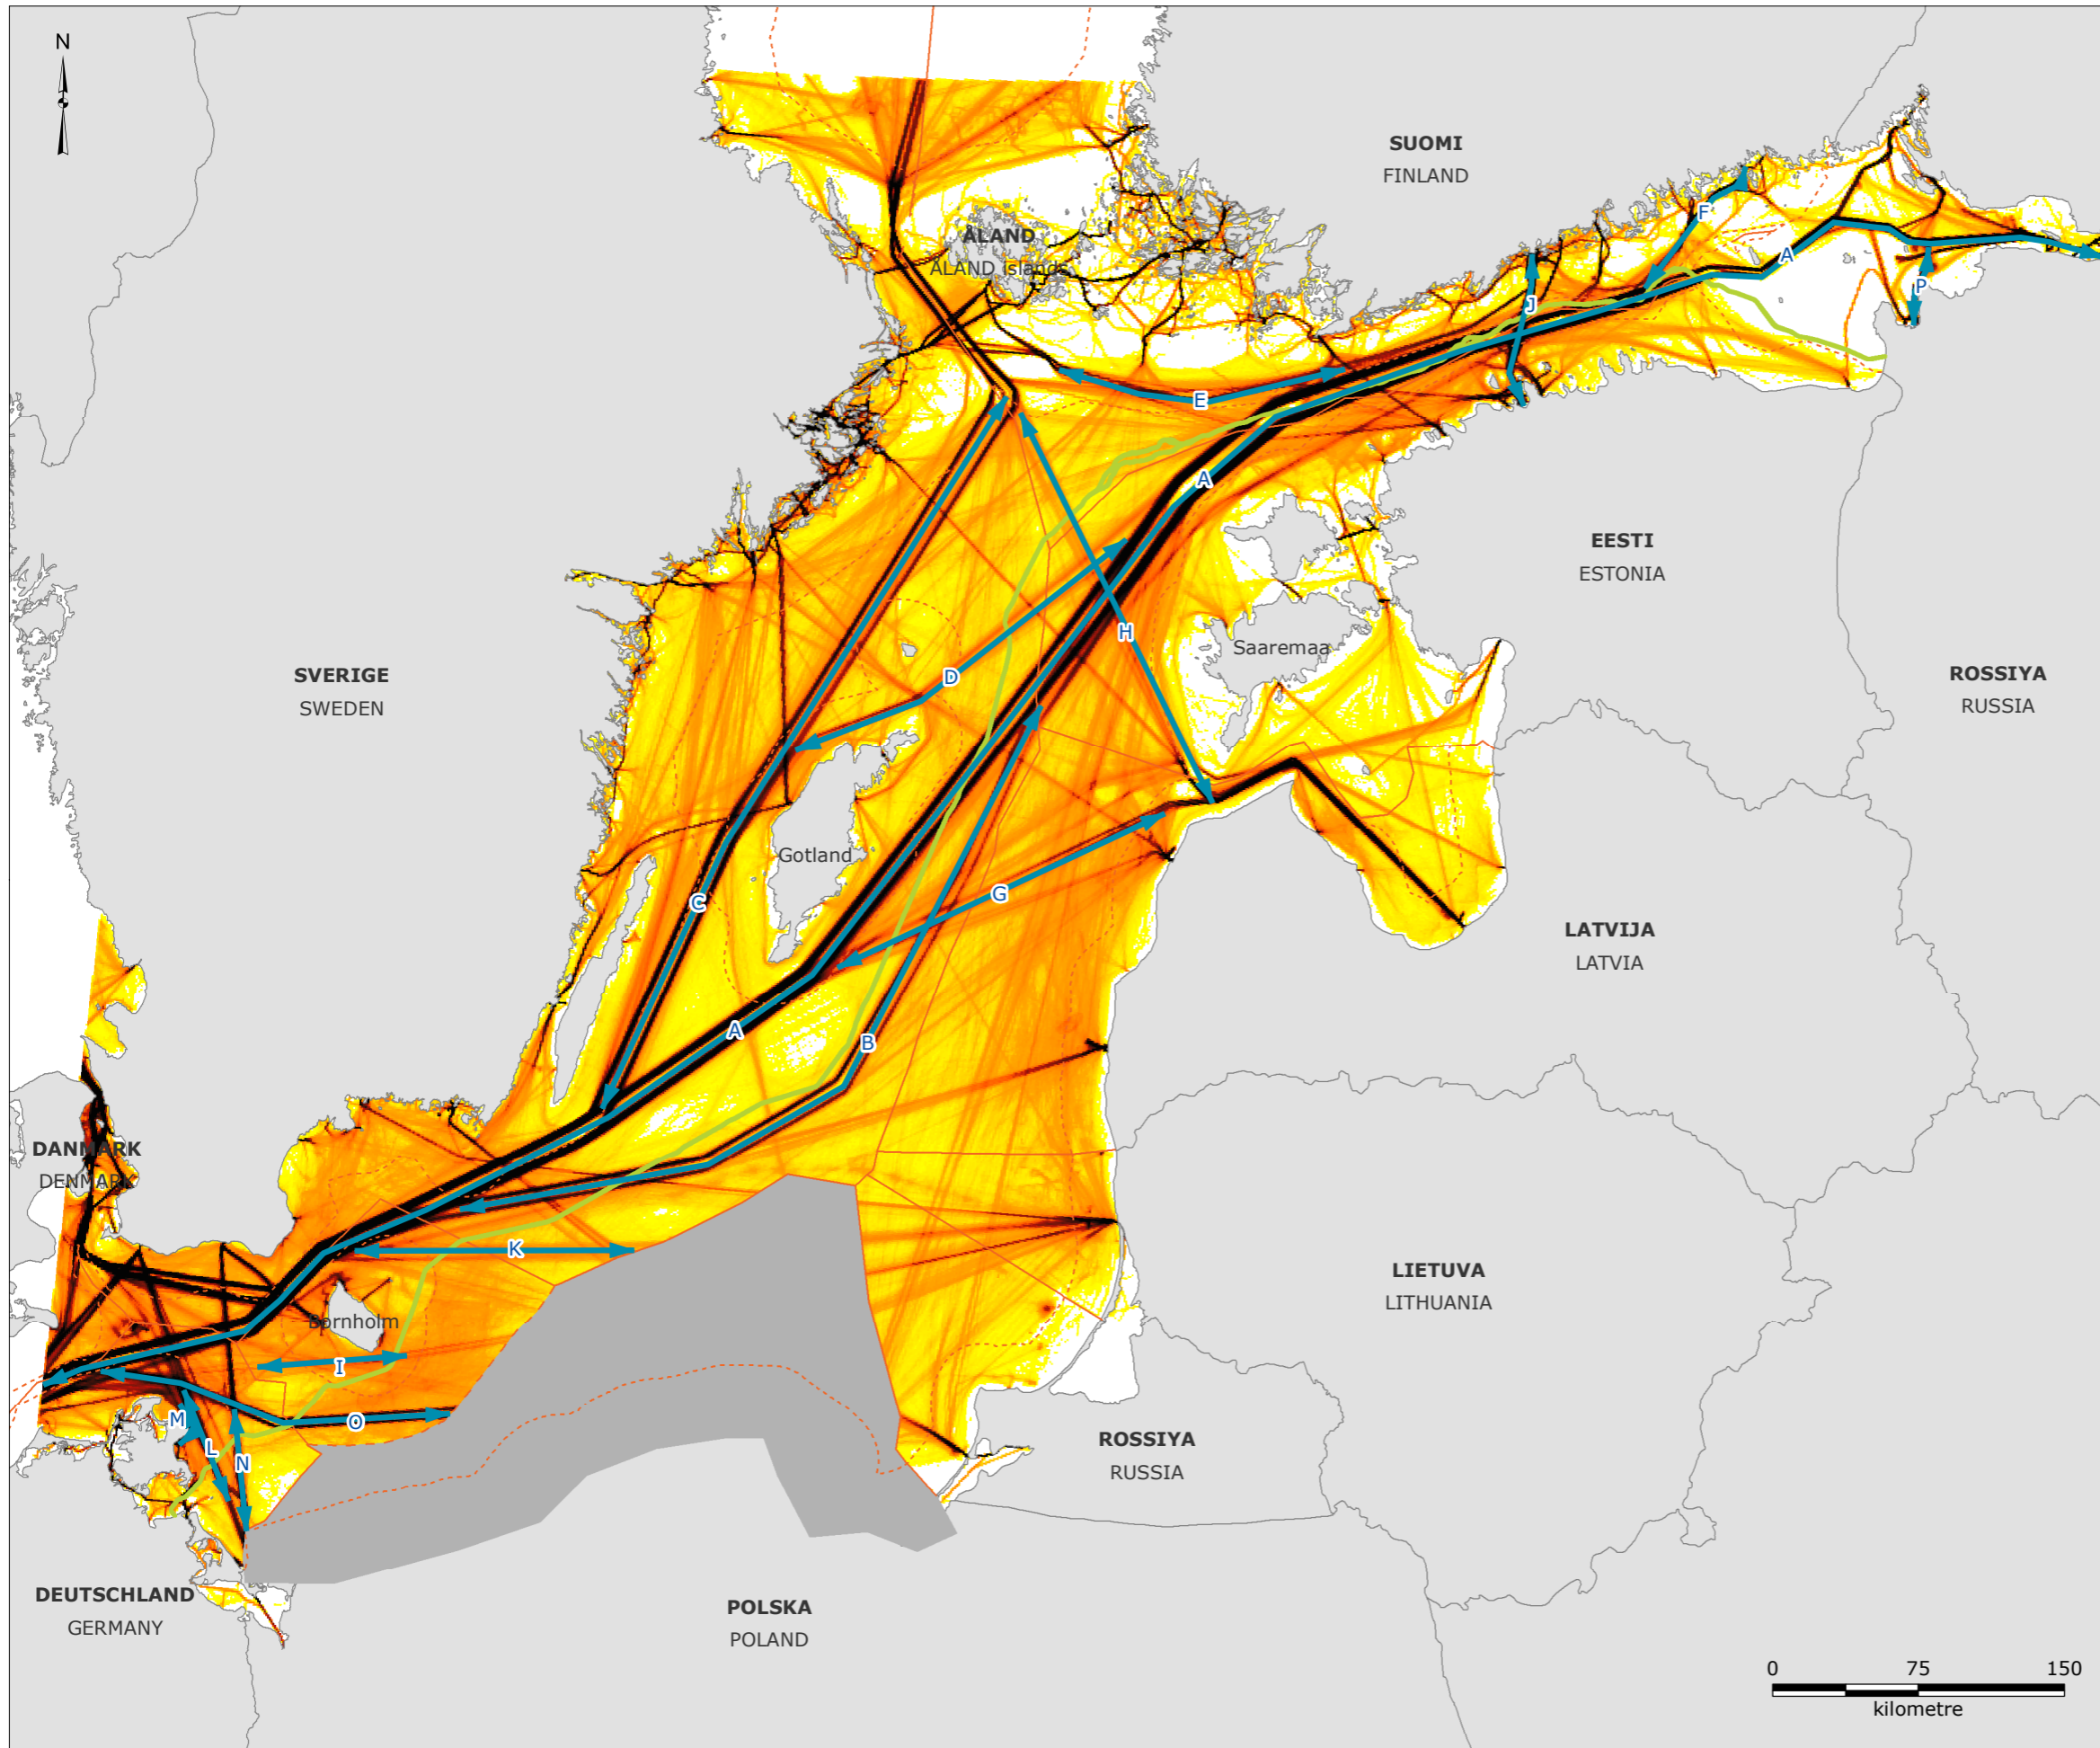 N
SUOMI
FINLAND
F
ÅLAND
ÅLAND islands
A
P
J
E
A
EESTI
ESTONIA
H
Saaremaa
D
SVERIGE
SWEDEN
ROSSIYA
RUSSIA
Gotland
G
C
LATVIJA
LATVIA
A
B
DANMARK
DENMARK
K
LIETUVA
LITHUANIA
Bornholm
I
M
O
L
N
ROSSIYA
RUSSIA
DEUTSCHLAND
GERMANY
POLSKA
POLAND
0 75 150
kilometre